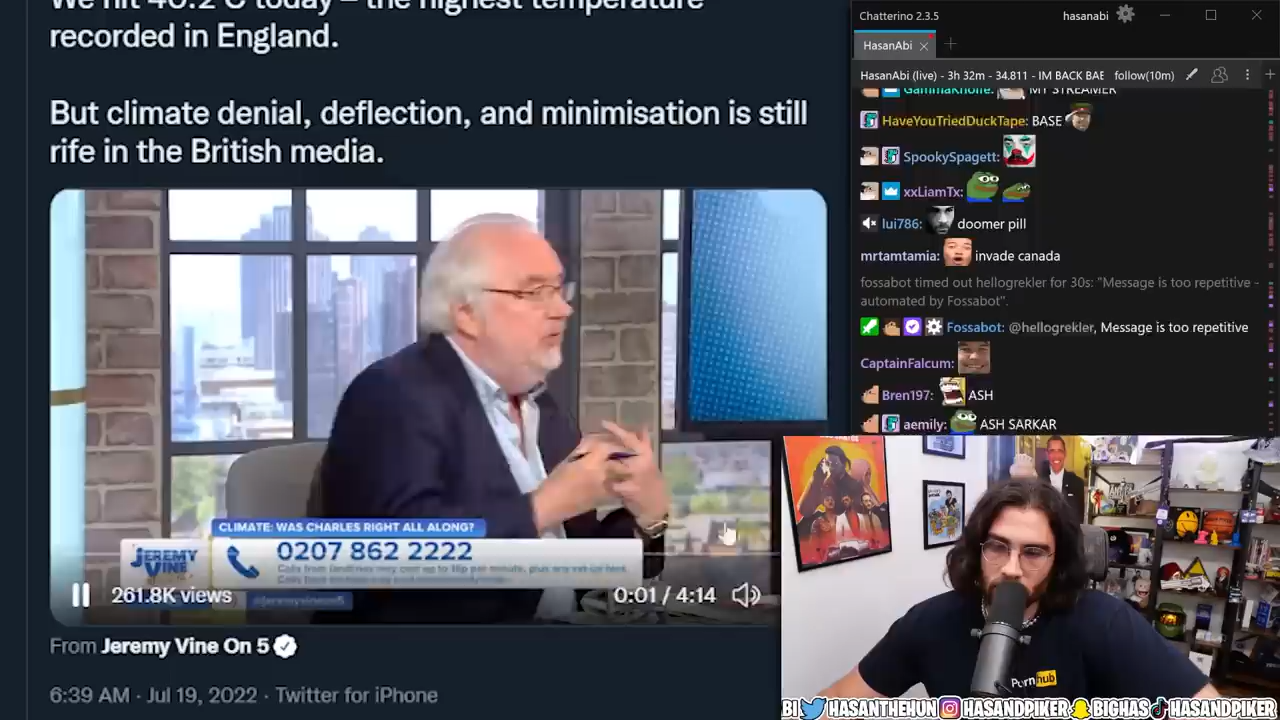 We hit 40.2°C today – the highest temperature
recorded in England.
But climate denial, deflection, and minimisation is still
rife in the British media.
CLIMATE: WAS CHARLES RIGHT ALL ALONG?
JEREMY
VINE
0207 862 2222
261.8K views
0:01 / 4:14
From Jeremy Vine On 5
6:39 AM · Jul 19, 2022 · Twitter for iPhone
Chatterino 2.3.5
hasanabi
HasanAbi
HasanAbi (live) - 3h 32m - 34.811 - IM BACK BAE
follow(10m)
MY STREAMER
HaveYouTriedDuckTape: BASE
SpookySpagett:
xxLiamTx:
lui786: doomer pill
mrtamtamia: invade canada
fossabot timed out hellogrekler for 30s: "Message is too repetitive -
automated by Fossabot".
Fossabot: @hellogrekler, Message is too repetitive
CaptainFalcum:
Bren197: ASH
aemily: ASH SARKAR
Porn hub
BI HASANTHEHUN HASANDPIKER BIGHAS HASANDPIKER